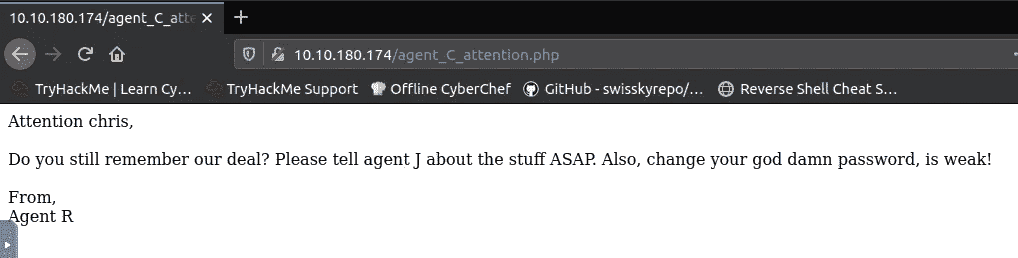 10.10.180.174/agent_C_atte
10.10.180.174/agent_C_attention.php
TryHackMe | Learn Cy… TryHackMe Support Offline CyberChef GitHub - swisskyrepo/… Reverse Shell Cheat S…
Attention chris,
Do you still remember our deal? Please tell agent J about the stuff ASAP. Also, change your god damn password, is weak!
From,
Agent R